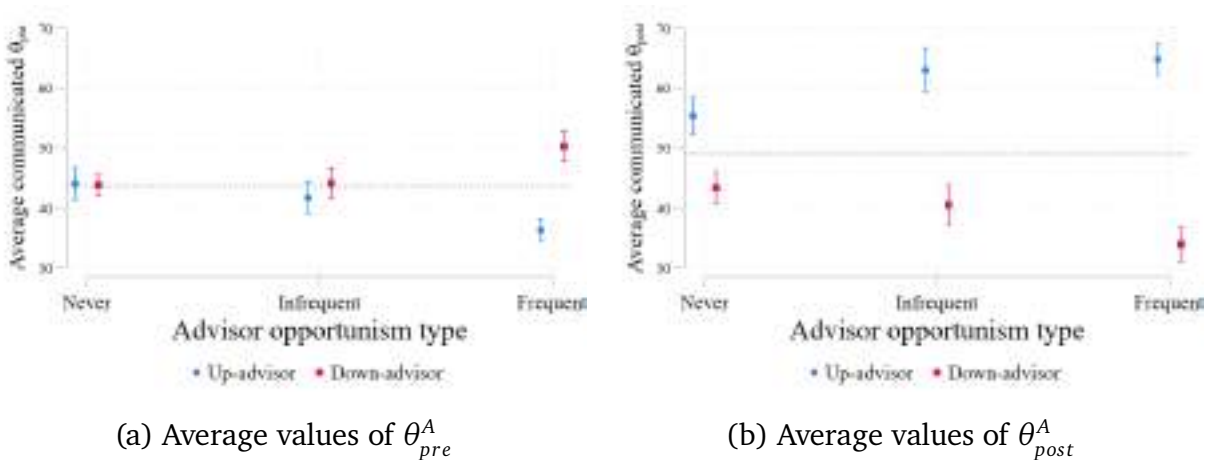 Average communicated θpre
70
60
50
40
30
Never Infrequent Frequent
Advisor opportunism type
Up-advisor Down-advisor
(a) Average values of θ^A_pre
Average communicated θpost
70
60
50
40
30
Never Infrequent Frequent
Advisor opportunism type
Up-advisor Down-advisor
(b) Average values of θ^A_post